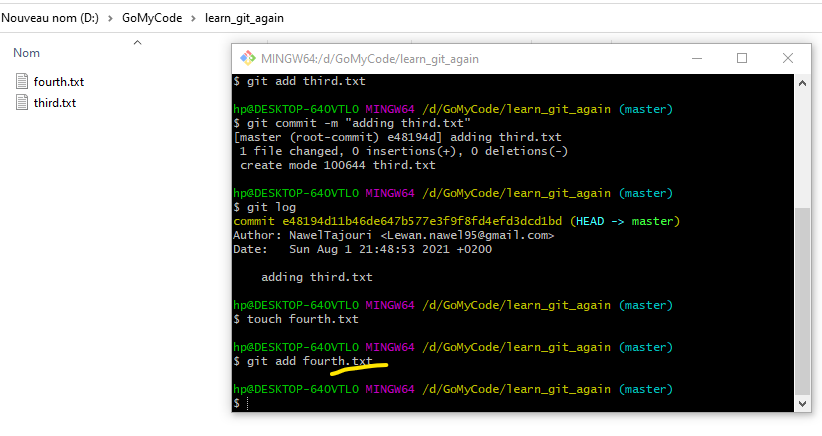 Nouveau nom (D:) > GoMyCode > learn_git_again
Nom
fourth.txt
third.txt
MINGW64:/d/GoMyCode/learn_git_again
$ git add third.txt
hp@DESKTOP-64OVTL0 MINGW64 /d/GoMyCode/learn_git_again (master)
$ git commit -m "adding third.txt"
[master (root-commit) e48194d] adding third.txt
 1 file changed, 0 insertions(+), 0 deletions(-)
 create mode 100644 third.txt
hp@DESKTOP-64OVTL0 MINGW64 /d/GoMyCode/learn_git_again (master)
$ git log
commit e48194d11b46de647b577e3f9f8fd4efd3dcd1bd (HEAD -> master)
Author: NawelTajouri <Lewan.nawel95@gmail.com>
Date:   Sun Aug 1 21:48:53 2021 +0200
    adding third.txt
hp@DESKTOP-64OVTL0 MINGW64 /d/GoMyCode/learn_git_again (master)
$ touch fourth.txt
hp@DESKTOP-64OVTL0 MINGW64 /d/GoMyCode/learn_git_again (master)
$ git add fourth.txt
hp@DESKTOP-64OVTL0 MINGW64 /d/GoMyCode/learn_git_again (master)
$